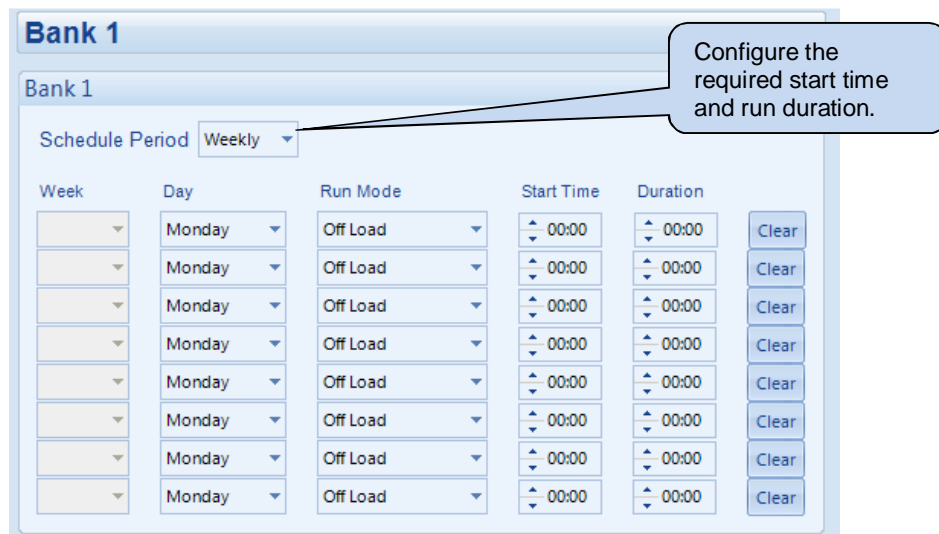 Bank 1
Configure the
required start time
and run duration.
Bank 1
Schedule Period Weekly
Week Day Run Mode Start Time Duration
Monday Off Load 00:00 00:00 Clear
Monday Off Load 00:00 00:00 Clear
Monday Off Load 00:00 00:00 Clear
Monday Off Load 00:00 00:00 Clear
Monday Off Load 00:00 00:00 Clear
Monday Off Load 00:00 00:00 Clear
Monday Off Load 00:00 00:00 Clear
Monday Off Load 00:00 00:00 Clear